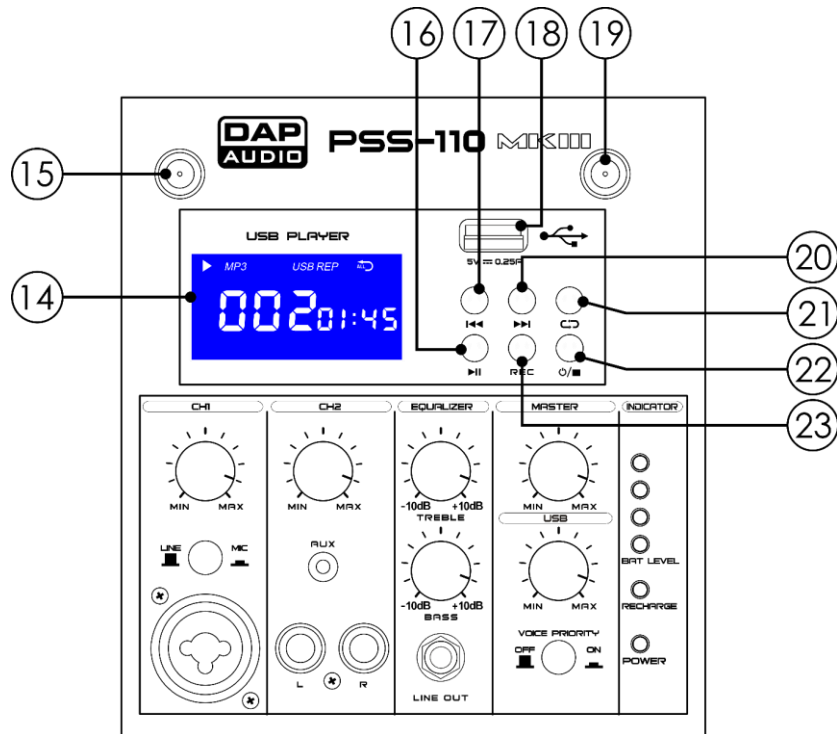 16 17 18 19
DAP AUDIO PSS-110 MKIII
15
USB PLAYER
5V 0.25A
MP3 USB REP ALL
002 01:45
14
20
21
22
23
REC
CH1 CH2 EQUALIZER MASTER INDICATOR
MIN MAX MIN MAX -10dB +10dB MIN MAX
TREBLE USB
LINE MIC AUX
BAT LEVEL
-10dB +10dB MIN MAX RECHARGE
BASS
VOICE PRIORITY
OFF ON
POWER
L R
LINE OUT